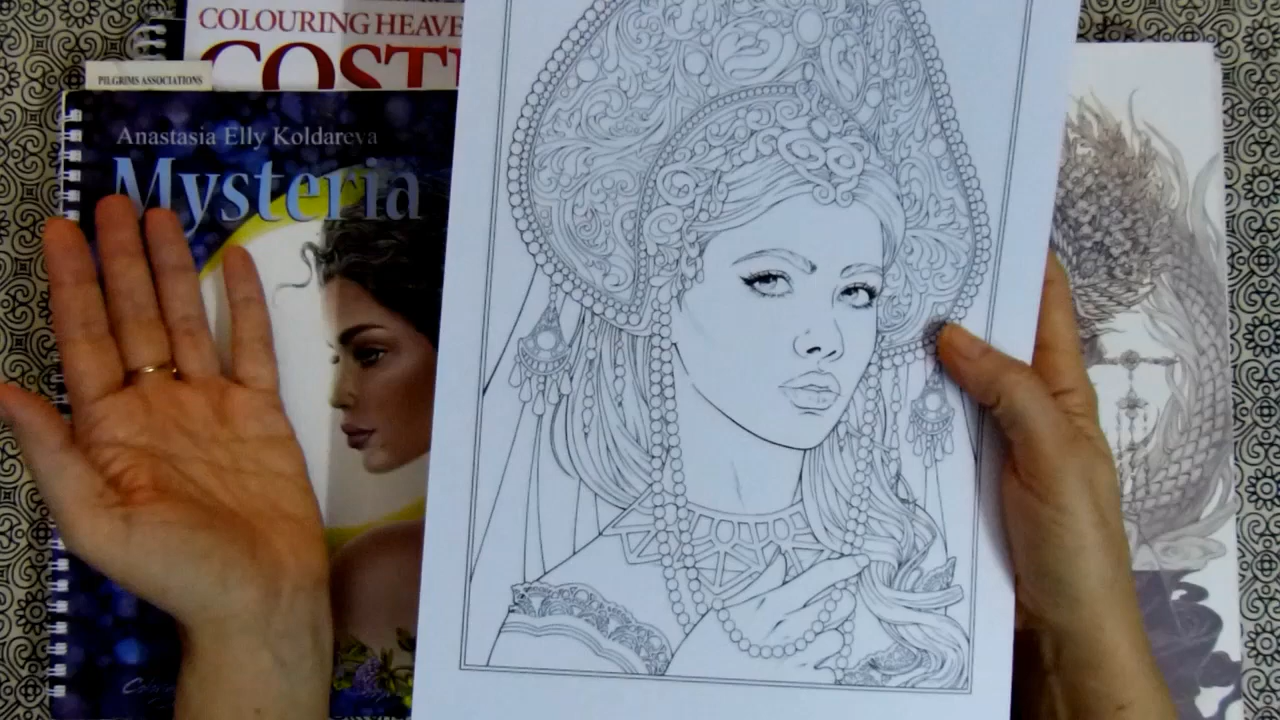 COLOURING HEAVE
COST
PILGRIMS ASSOCIATIONS
Anastasia Elly Koldareva
Mysteria